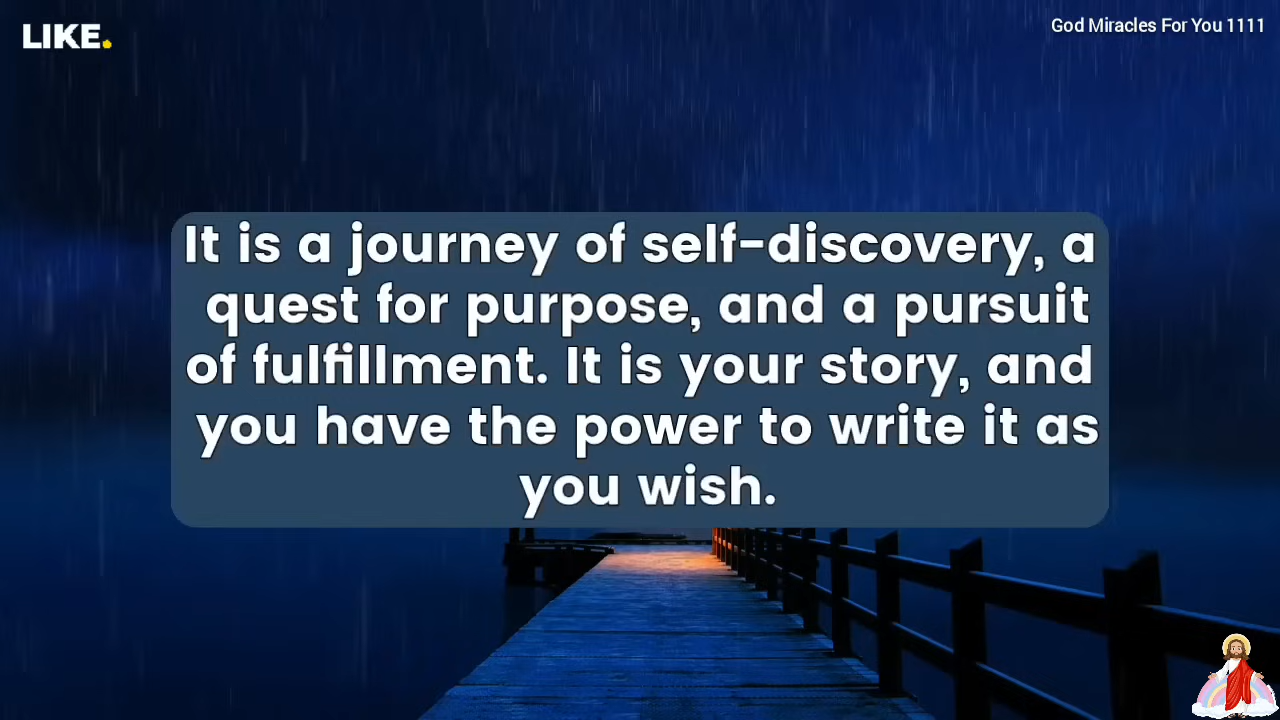 LIKE.
God Miracles For You 1111
It is a journey of self-discovery, a
quest for purpose, and a pursuit
of fulfillment. It is your story, and
you have the power to write it as
you wish.